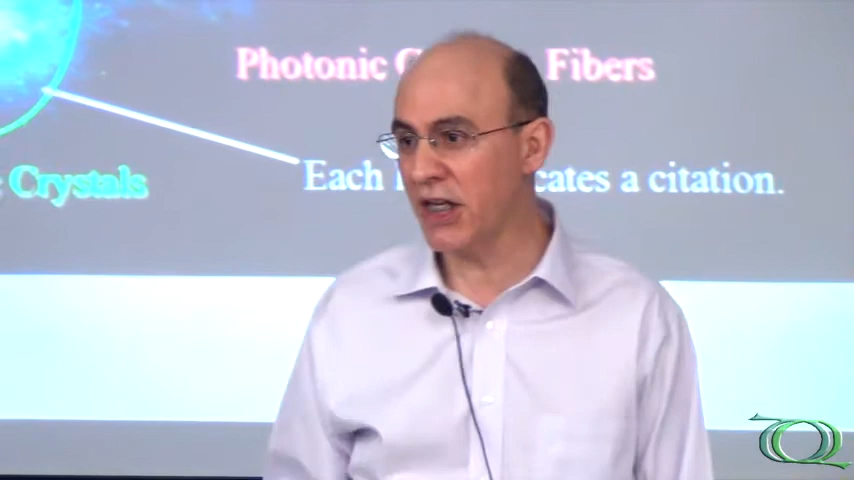 Photonic Fibers
Crystals
Each cates a citation.